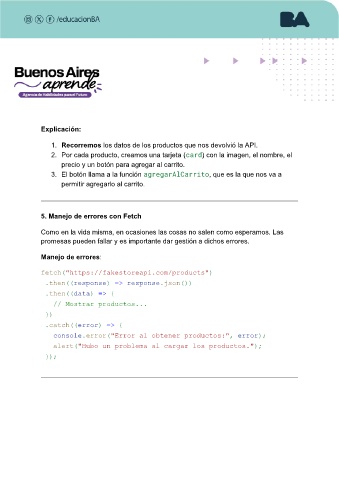 /educacionBA
BA
Buenos Aires
aprende
Agencia de Habilidades para el Futuro
Explicación:
1. Recorremos los datos de los productos que nos devolvió la API.
2. Por cada producto, creamos una tarjeta (card) con la imagen, el nombre, el
precio y un botón para agregar al carrito.
3. El botón llama a la función agregarAlCarrito, que es la que nos va a
permitir agregarlo al carrito.
5. Manejo de errores con Fetch
Como en la vida misma, en ocasiones las cosas no salen como esperamos. Las
promesas pueden fallar y es importante dar gestión a dichos errores.
Manejo de errores:
fetch("https://fakestoreapi.com/products")
.then((response) => response.json())
.then((data) => {
// Mostrar productos...
})
.catch((error) => {
console.error("Error al obtener productos:", error);
alert("Hubo un problema al cargar los productos.");
});